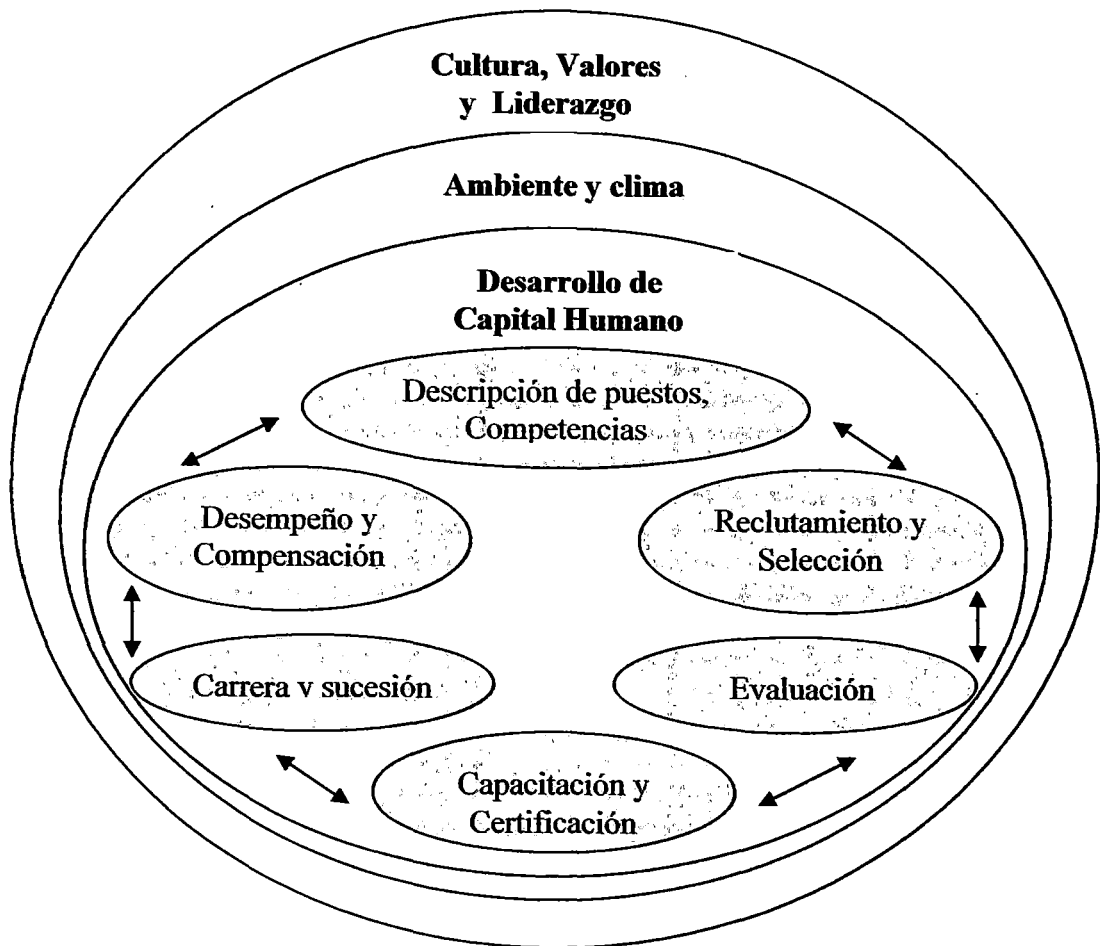 Cultura, Valores
y Liderazgo
Ambiente y clima
Desarrollo de
Capital Humano
Descripción de puestos,
Competencias
Desempeño y
Compensación
Reclutamiento y
Selección
Carrera y sucesión
Evaluación
Capacitación y
Certificación